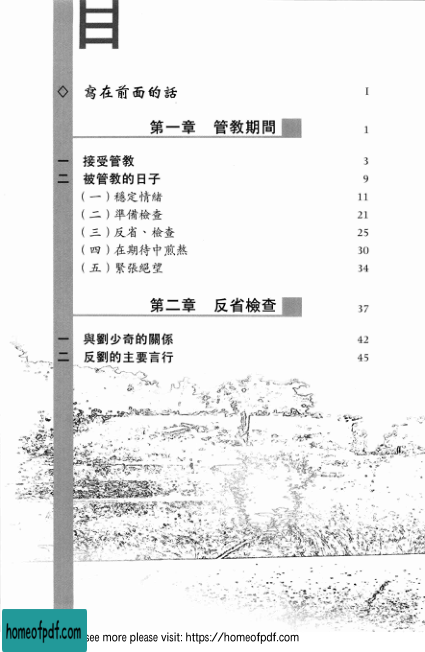 目
◇ 寫在前面的話 I
第一章 管教期間 1
一 接受管教 3
二 被管教的日子 9
(一)穩定情緒 11
(二)準備檢查 21
(三)反省、檢查 25
(四)在期待中煎熬 30
(五)緊張絕望 34
第二章 反省檢查 37
一 與劉少奇的關係 42
二 反劉的主要言行 45
homeofpdf.com
see more please visit: https://homeofpdf.com